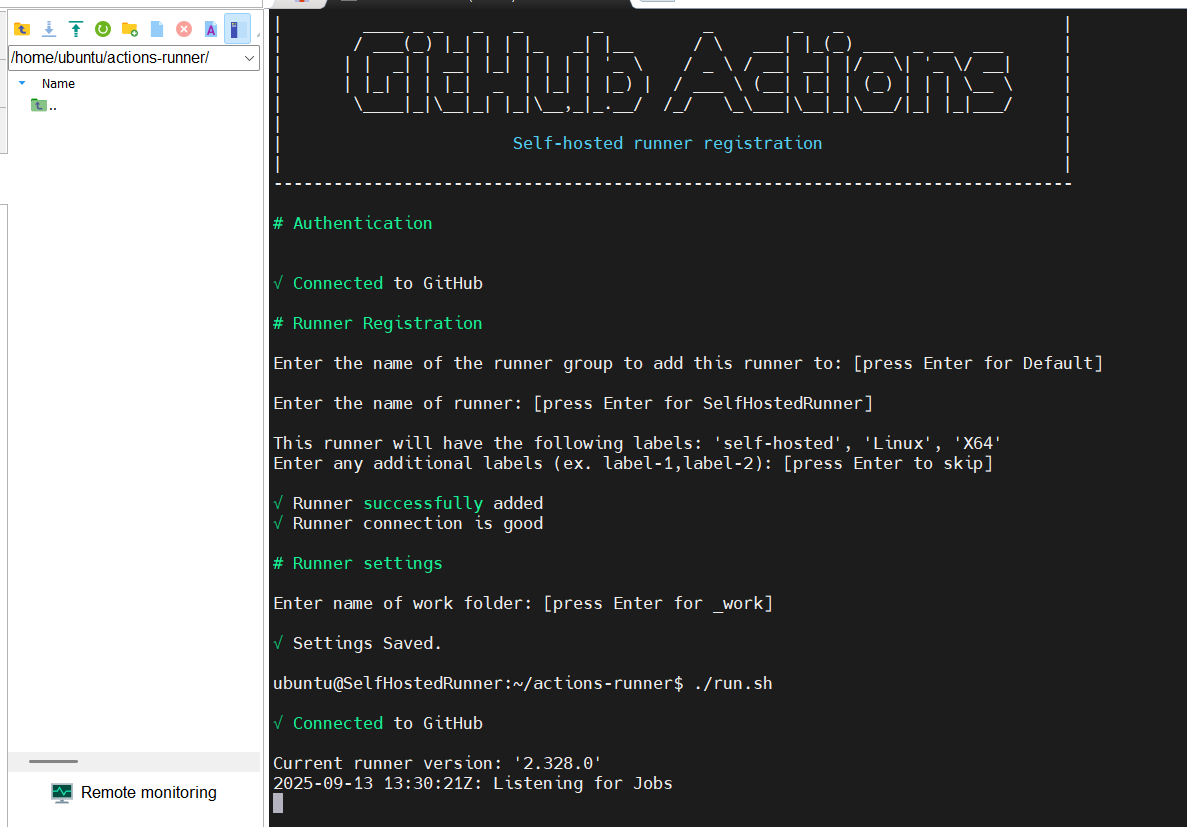 /home/ubuntu/actions-runner/
Name
..
Remote monitoring
GitHub Actions
Self-hosted runner registration
# Authentication
√ Connected to GitHub
# Runner Registration
Enter the name of the runner group to add this runner to: [press Enter for Default]
Enter the name of runner: [press Enter for SelfHostedRunner]
This runner will have the following labels: 'self-hosted', 'Linux', 'X64'
Enter any additional labels (ex. label-1,label-2): [press Enter to skip]
√ Runner successfully added
√ Runner connection is good
# Runner settings
Enter name of work folder: [press Enter for _work]
√ Settings Saved.
ubuntu@SelfHostedRunner:~/actions-runner$ ./run.sh
√ Connected to GitHub
Current runner version: '2.328.0'
2025-09-13 13:30:21Z: Listening for Jobs